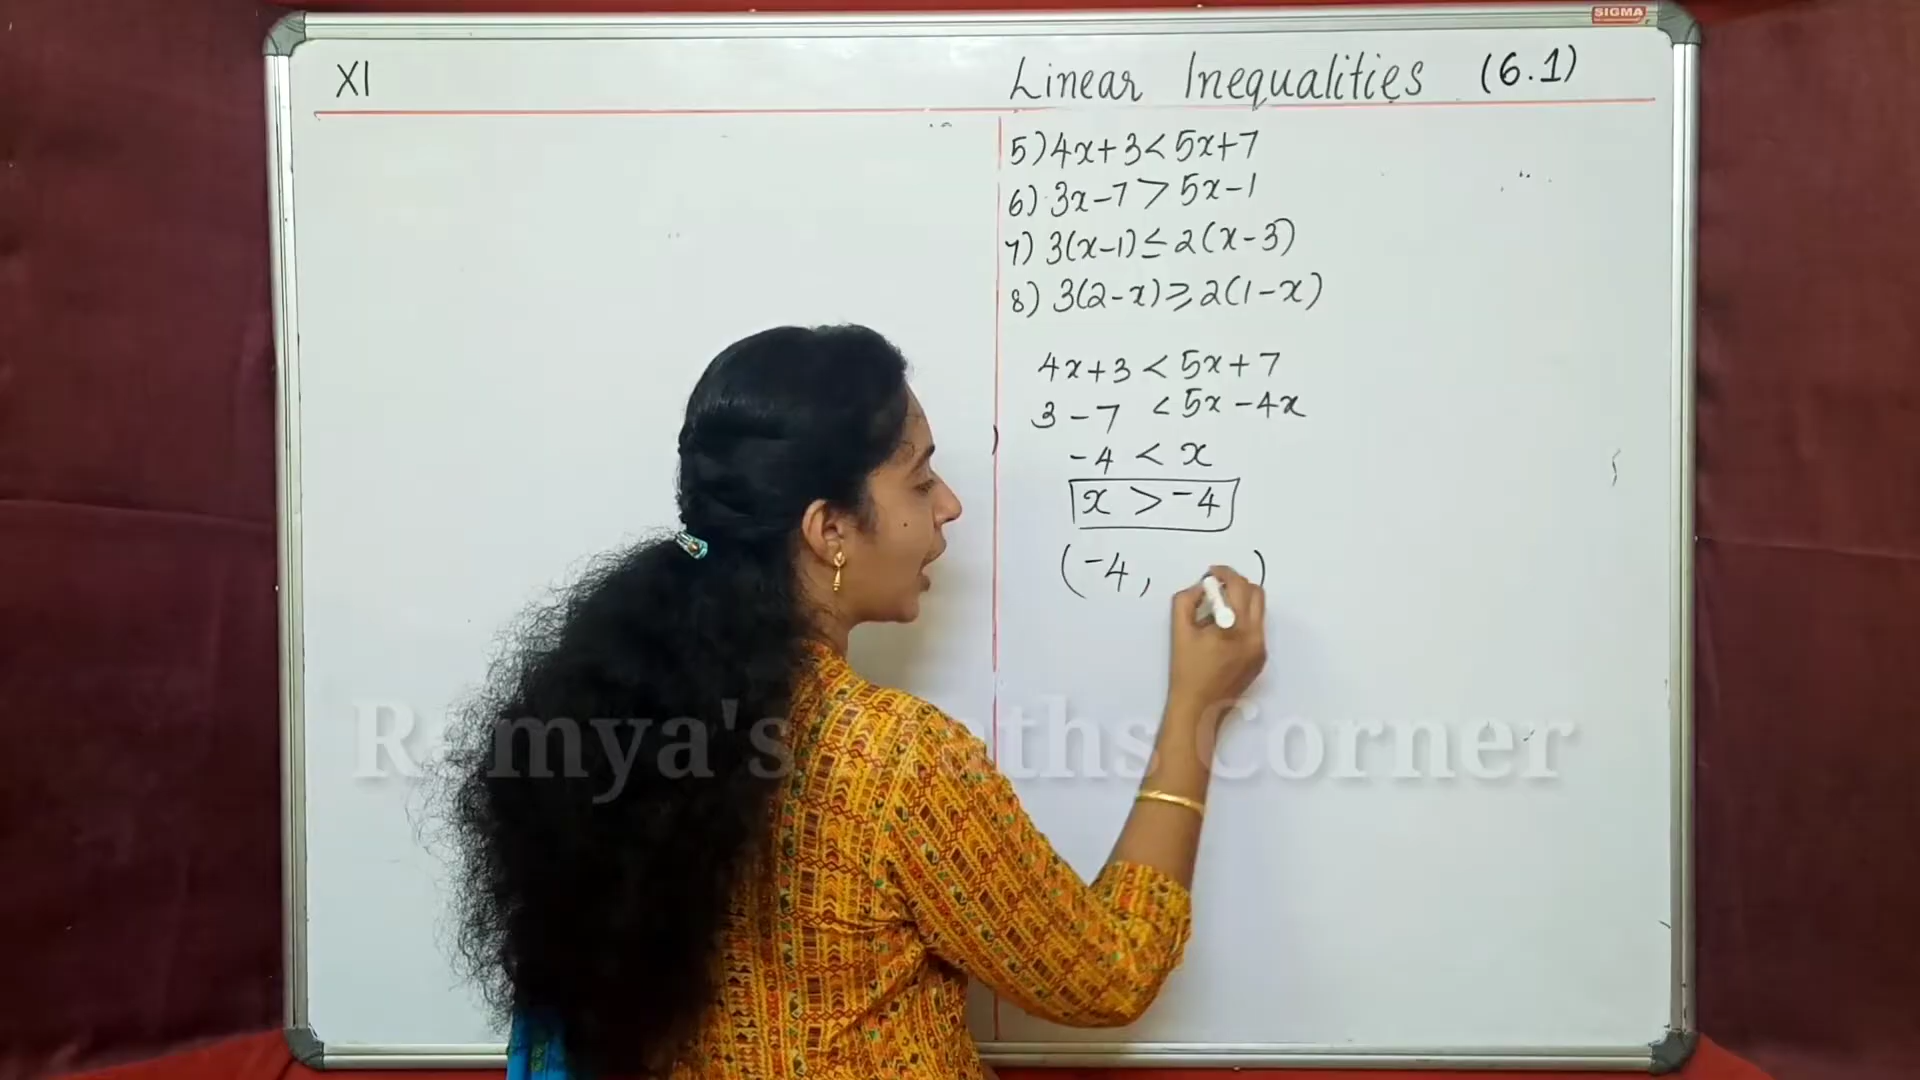 SIGMA
XI
Linear Inequalities (6.1)
5) 4x+3<5x+7
6) 3x-7 > 5x-1
7) 3(x-1) ≤ 2(x-3)
8) 3(2-x) ≥ 2(1-x)
4x+3 < 5x+7
3-7 < 5x-4x
-4 < x
x > -4
(-4, )
Ramya's Maths Corner